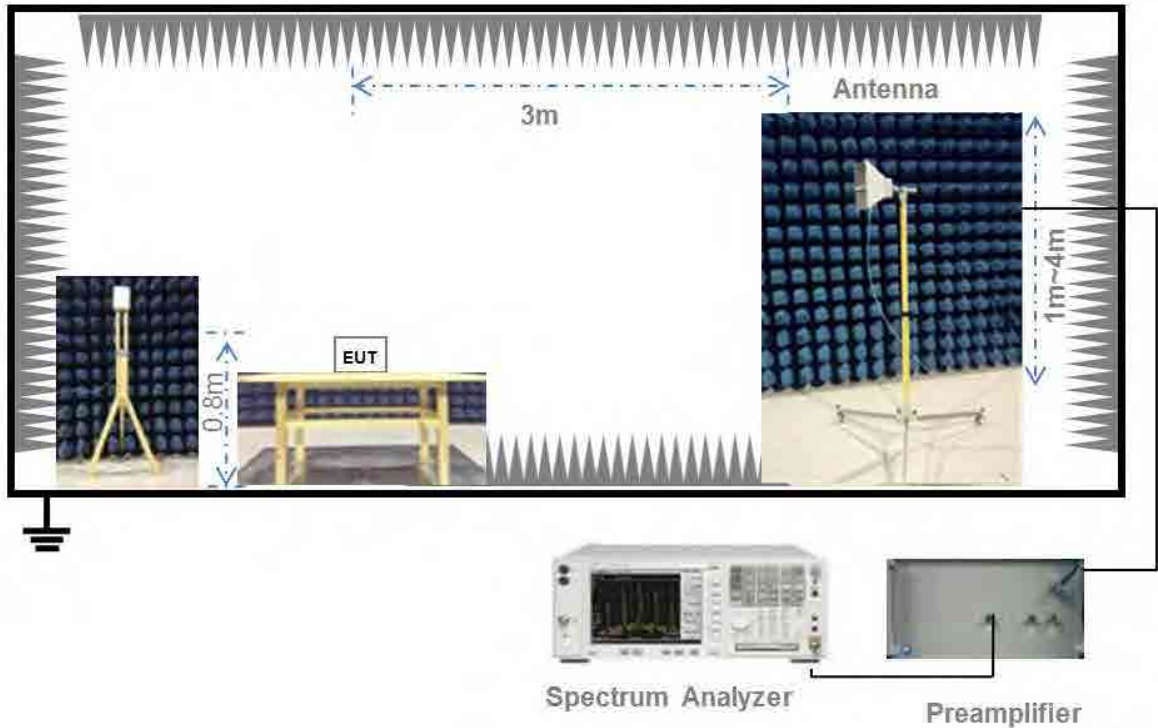 Antenna
3m
1m~4m
EUT
0.8m
Spectrum Analyzer
Preamplifier